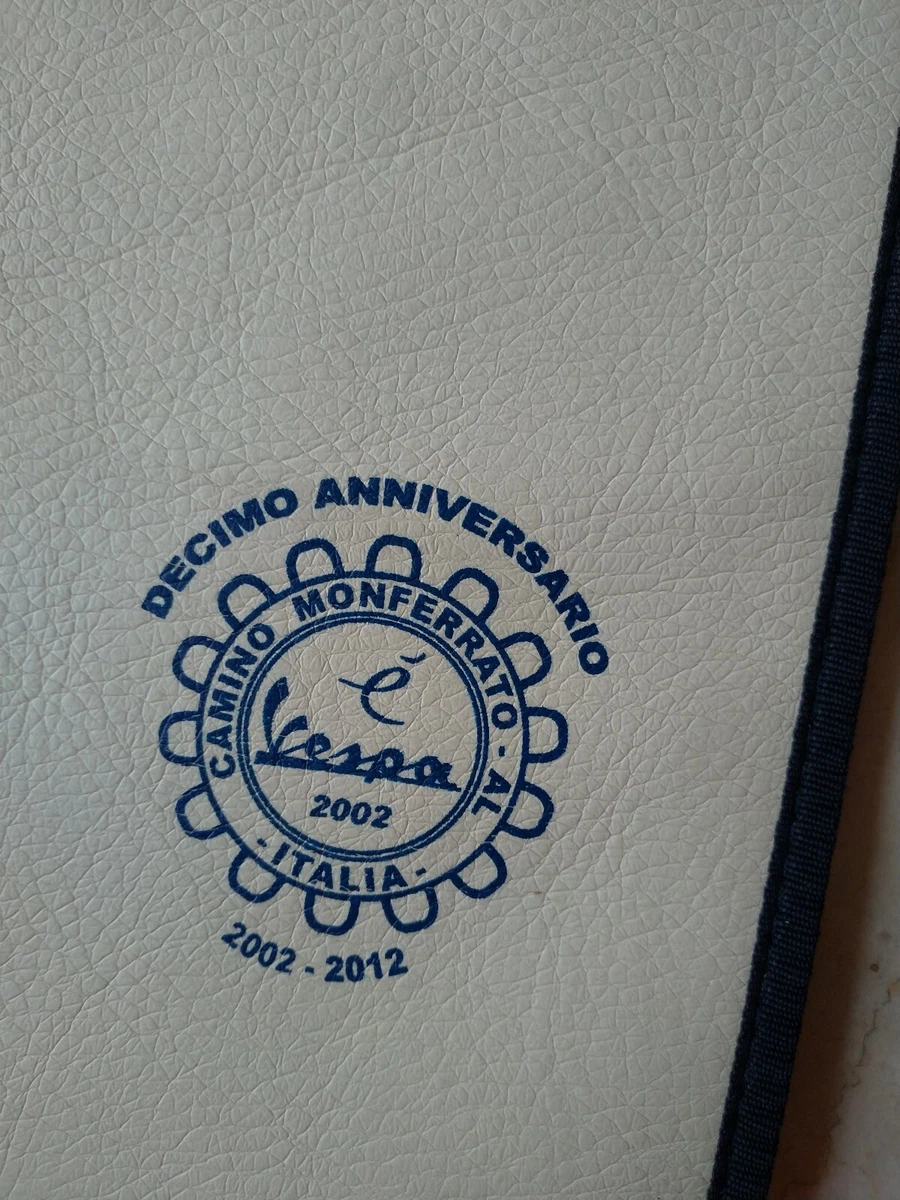 DECIMO ANNIVERSARIO
CAMINO MONFERRATO - AL
é
Vespa
2002
- ITALIA -
2002 - 2012